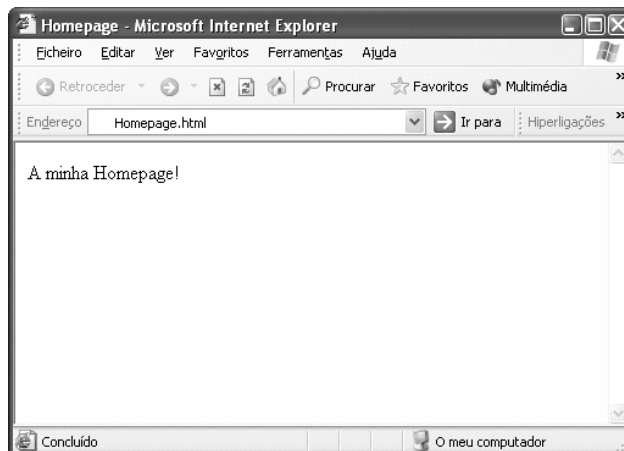 Homepage - Microsoft Internet Explorer
Ficheiro Editar Ver Favoritos Ferramentas Ajuda
Retroceder Procurar Favoritos Multimédia »
Endereço Homepage.html Ir para Hiperligações »
A minha Homepage!
Concluído O meu computador